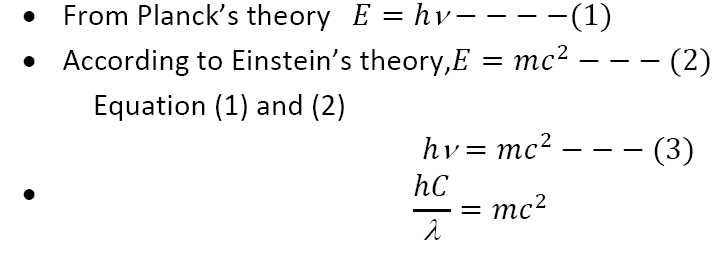 • From Planck’s theory E = hν− − − −(1)
• According to Einstein’s theory,E = mc² − − − (2)
Equation (1) and (2)
hν = mc² − − − (3)
• hC/λ = mc²